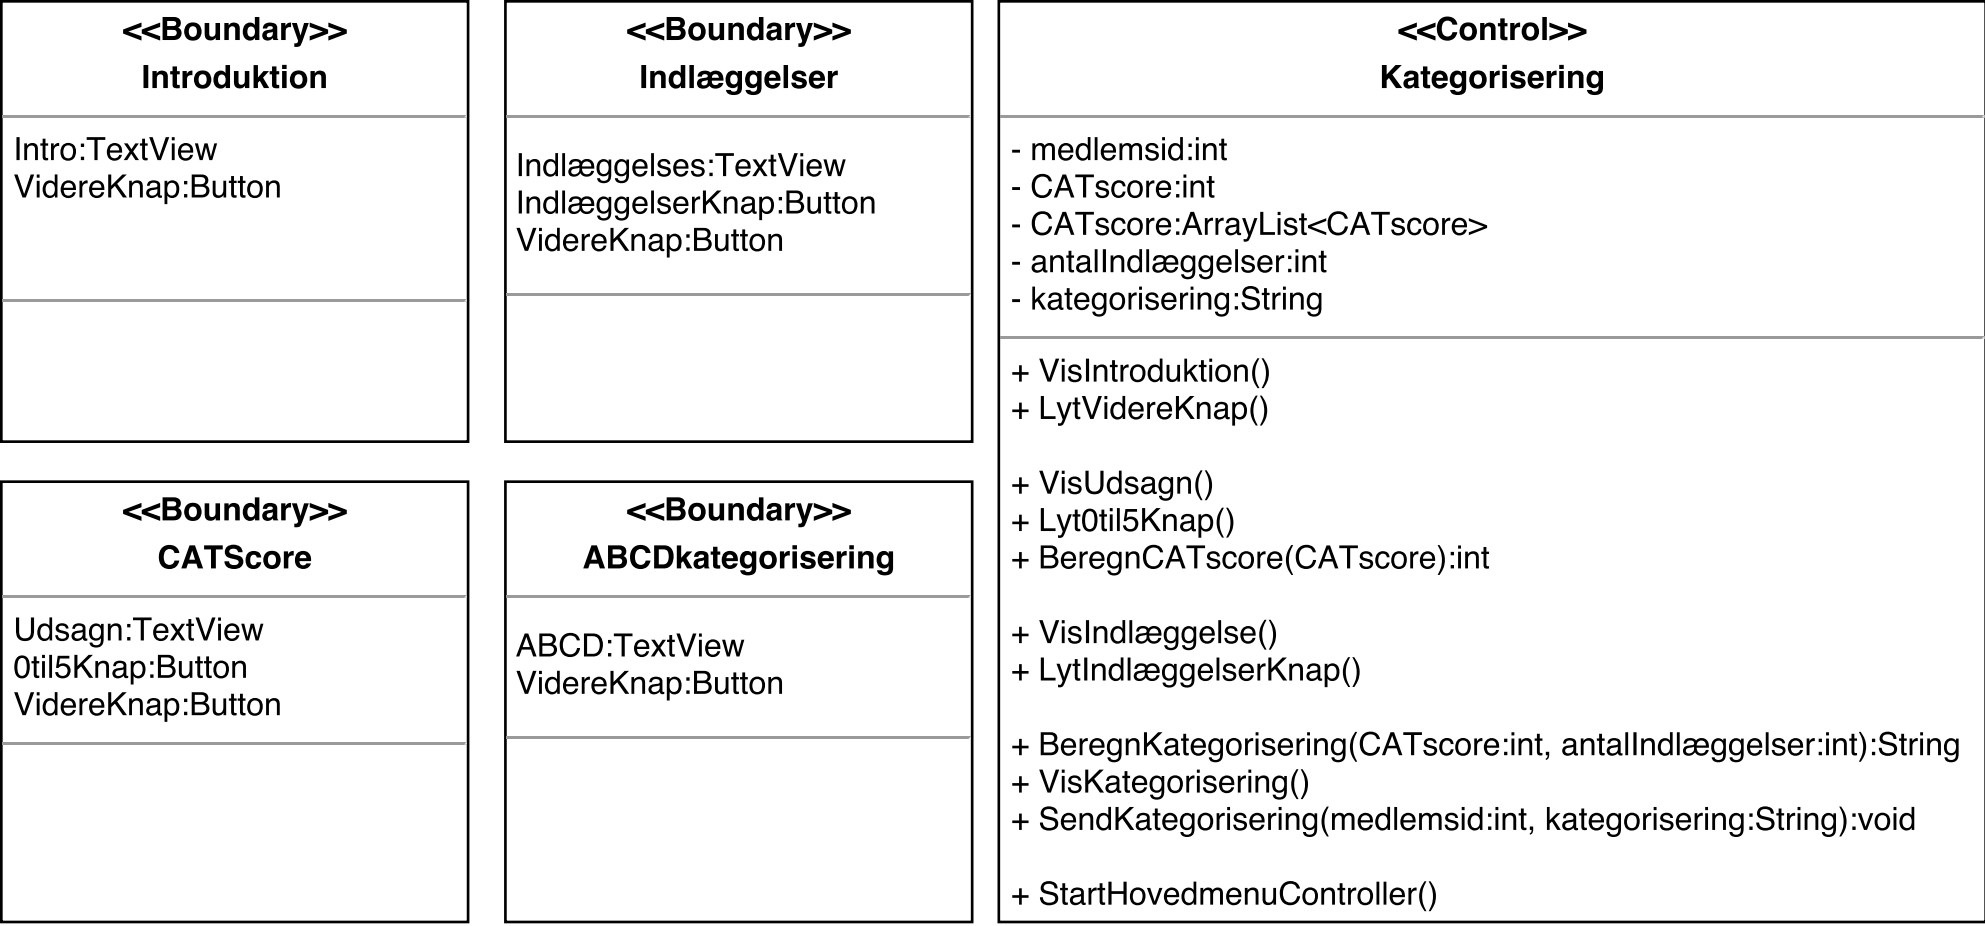 <<Boundary>>
Introduktion
Intro:TextView
VidereKnap:Button
<<Boundary>>
Indlæggelser
Indlæggelses:TextView
IndlæggelserKnap:Button
VidereKnap:Button
<<Boundary>>
CATScore
Udsagn:TextView
0til5Knap:Button
VidereKnap:Button
<<Boundary>>
ABCDkategorisering
ABCD:TextView
VidereKnap:Button
<<Control>>
Kategorisering
- medlemsid:int
- CATscore:int
- CATscore:ArrayList<CATscore>
- antalIndlæggelser:int
- kategorisering:String
+ VisIntroduktion()
+ LytVidereKnap()
+ VisUdsagn()
+ Lyt0til5Knap()
+ BeregnCATscore(CATscore):int
+ VisIndlæggelse()
+ LytIndlæggelserKnap()
+ BeregnKategorisering(CATscore:int, antalIndlæggelser:int):String
+ VisKategorisering()
+ SendKategorisering(medlemsid:int, kategorisering:String):void
+ StartHovedmenuController()